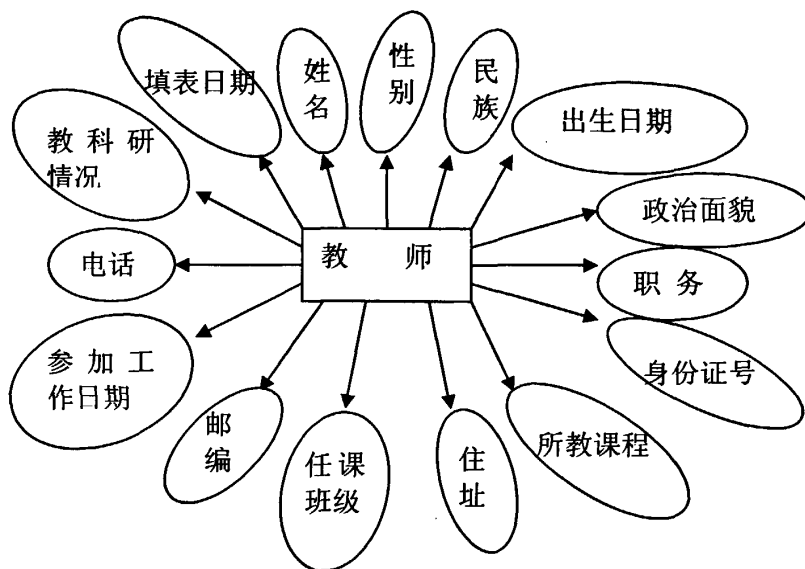 填表日期
姓
名
性
别
民
族
出生日期
教科研
情况
政治面貌
教 师
电话
职 务
参加工
作日期
身份证号
邮
编
任课
班级
住
址
所教课程